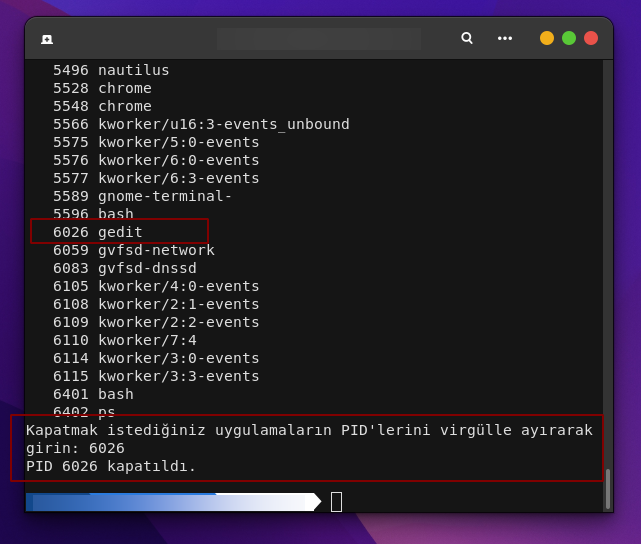 5496 nautilus
5528 chrome
5548 chrome
5566 kworker/u16:3-events_unbound
5575 kworker/5:0-events
5576 kworker/6:0-events
5577 kworker/6:3-events
5589 gnome-terminal-
5596 bash
6026 gedit
6059 gvfsd-network
6083 gvfsd-dnssd
6105 kworker/4:0-events
6108 kworker/2:1-events
6109 kworker/2:2-events
6110 kworker/7:4
6114 kworker/3:0-events
6115 kworker/3:3-events
6401 bash
6402 ps
Kapatmak istediğiniz uygulamaların PID'lerini virgülle ayırarak
girin: 6026
PID 6026 kapatıldı.